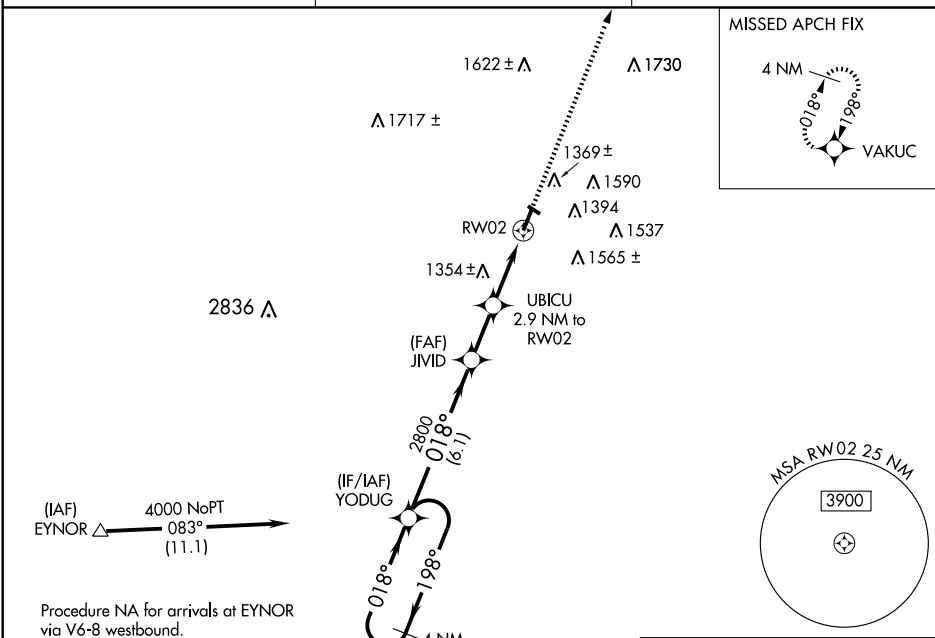 MISSED APCH FIX
4 NM
018°
198°
VAKUC
1622 ±
1730
1717 ±
1369 ±
1590
1394
RW02
1537
1565 ±
1354 ±
2836
UBICU
2.9 NM to
RW02
(FAF)
JIVID
2800
018°
(6.1)
(IF/IAF)
YODUG
(IAF)
EYNOR
4000 NoPT
083°
(11.1)
018°
198°
4 NM
MSA RW02 25 NM
3900
Procedure NA for arrivals at EYNOR
via V6-8 westbound.